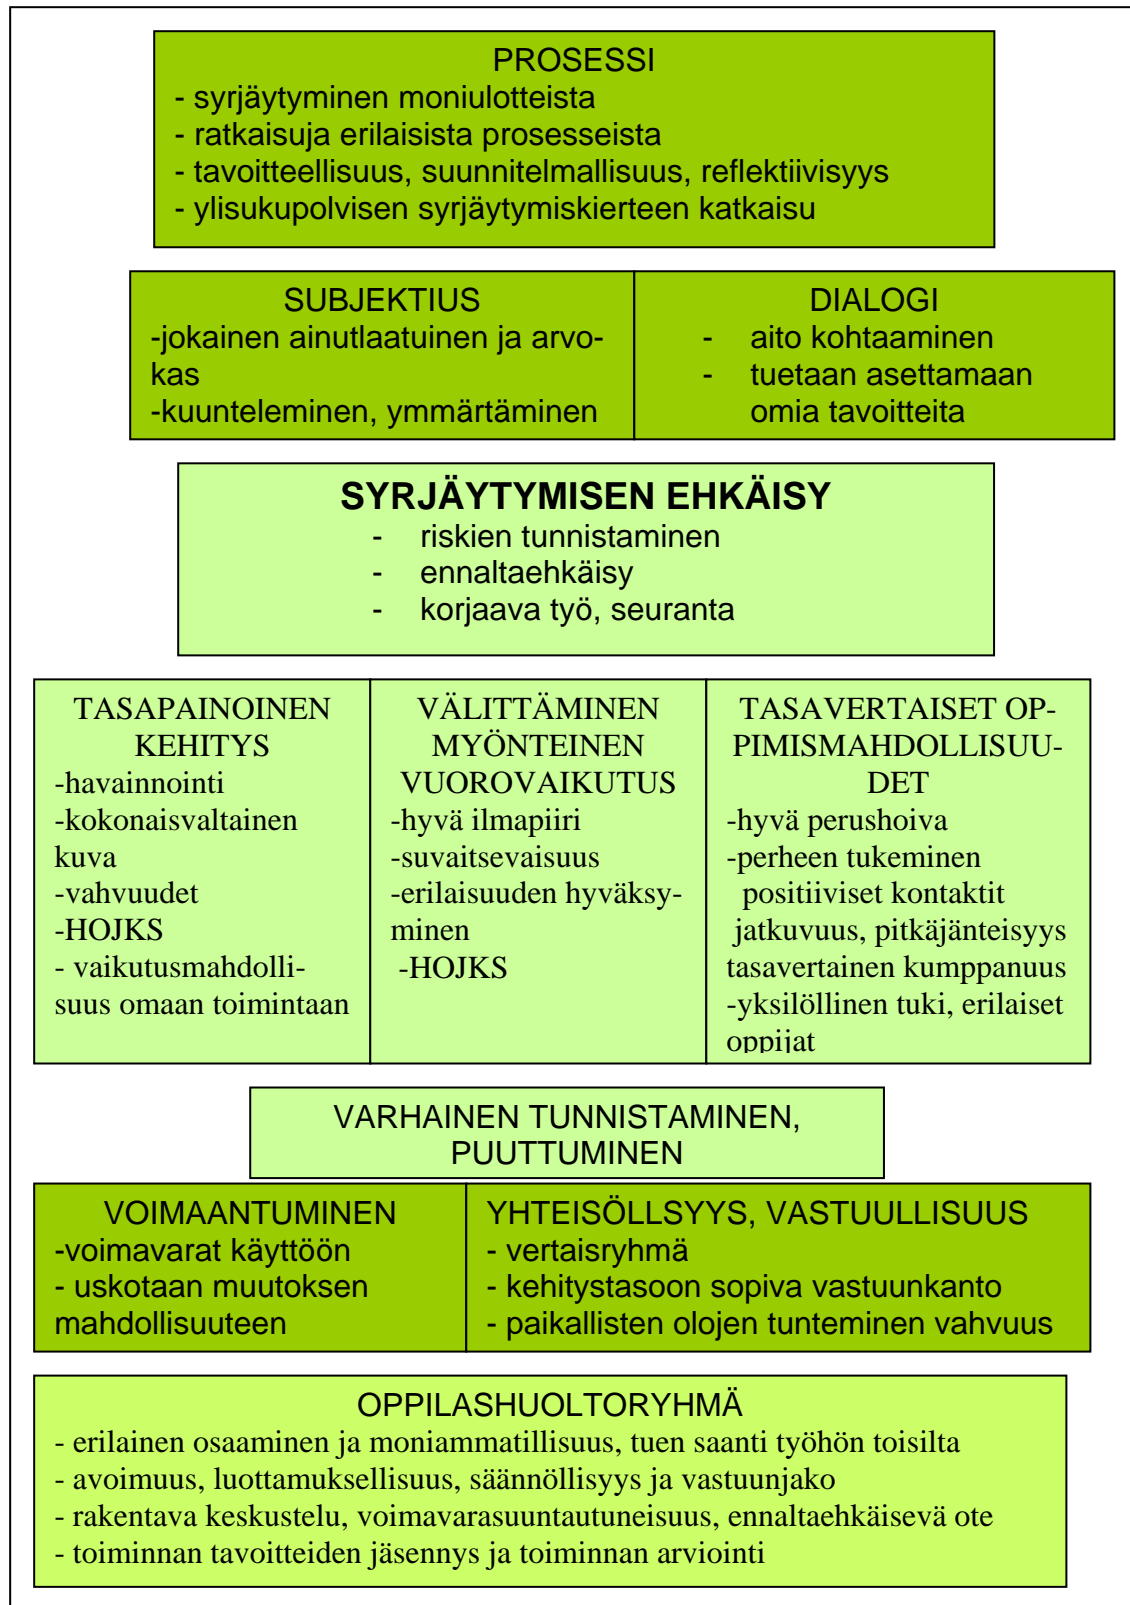 PROSESSI
- syrjäytyminen moniulotteista
- ratkaisuja erilaisista prosesseista
- tavoitteellisuus, suunnitelmallisuus, reflektiivisyys
- ylisukupolvisen syrjäytymiskierteen katkaisu
SUBJEKTIUS
-jokainen ainutlaatuinen ja arvo-
kas
-kuunteleminen, ymmärtäminen
DIALOGI
- aito kohtaaminen
- tuetaan asettamaan
omia tavoitteita
SYRJÄYTYMISEN EHKÄISY
- riskien tunnistaminen
- ennaltaehkäisy
- korjaava työ, seuranta
TASAPAINOINEN
KEHITYS
-havainnointi
-kokonaisvaltainen
kuva
-vahvuudet
-HOJKS
- vaikutusmahdolli-
suus omaan toimintaan
VÄLITTÄMINEN
MYÖNTEINEN
VUOROVAIKUTUS
-hyvä ilmapiiri
-suvaitsevaisuus
-erilaisuuden hyväksy-
minen
-HOJKS
TASAVERTAISET OP-
PIMISMAHDOLLISUU-
DET
-hyvä perushoiva
-perheen tukeminen
positiiviset kontaktit
jatkuvuus, pitkäjänteisyys
tasavertainen kumppanuus
-yksilöllinen tuki, erilaiset
oppijat
VARHAINEN TUNNISTAMINEN,
PUUTTUMINEN
VOIMAANTUMINEN
-voimavarat käyttöön
- uskotaan muutoksen
mahdollisuuteen
YHTEISÖLLSYYS, VASTUULLISUUS
- vertaisryhmä
- kehitystasoon sopiva vastuunkanto
- paikallisten olojen tunteminen vahvuus
OPPILASHUOLTORYHMÄ
- erilainen osaaminen ja moniammatillisuus, tuen saanti työhön toisilta
- avoimuus, luottamuksellisuus, säännöllisyys ja vastuunjako
- rakentava keskustelu, voimavarasuuntautuneisuus, ennaltaehkäisevä ote
- toiminnan tavoitteiden jäsennys ja toiminnan arviointi